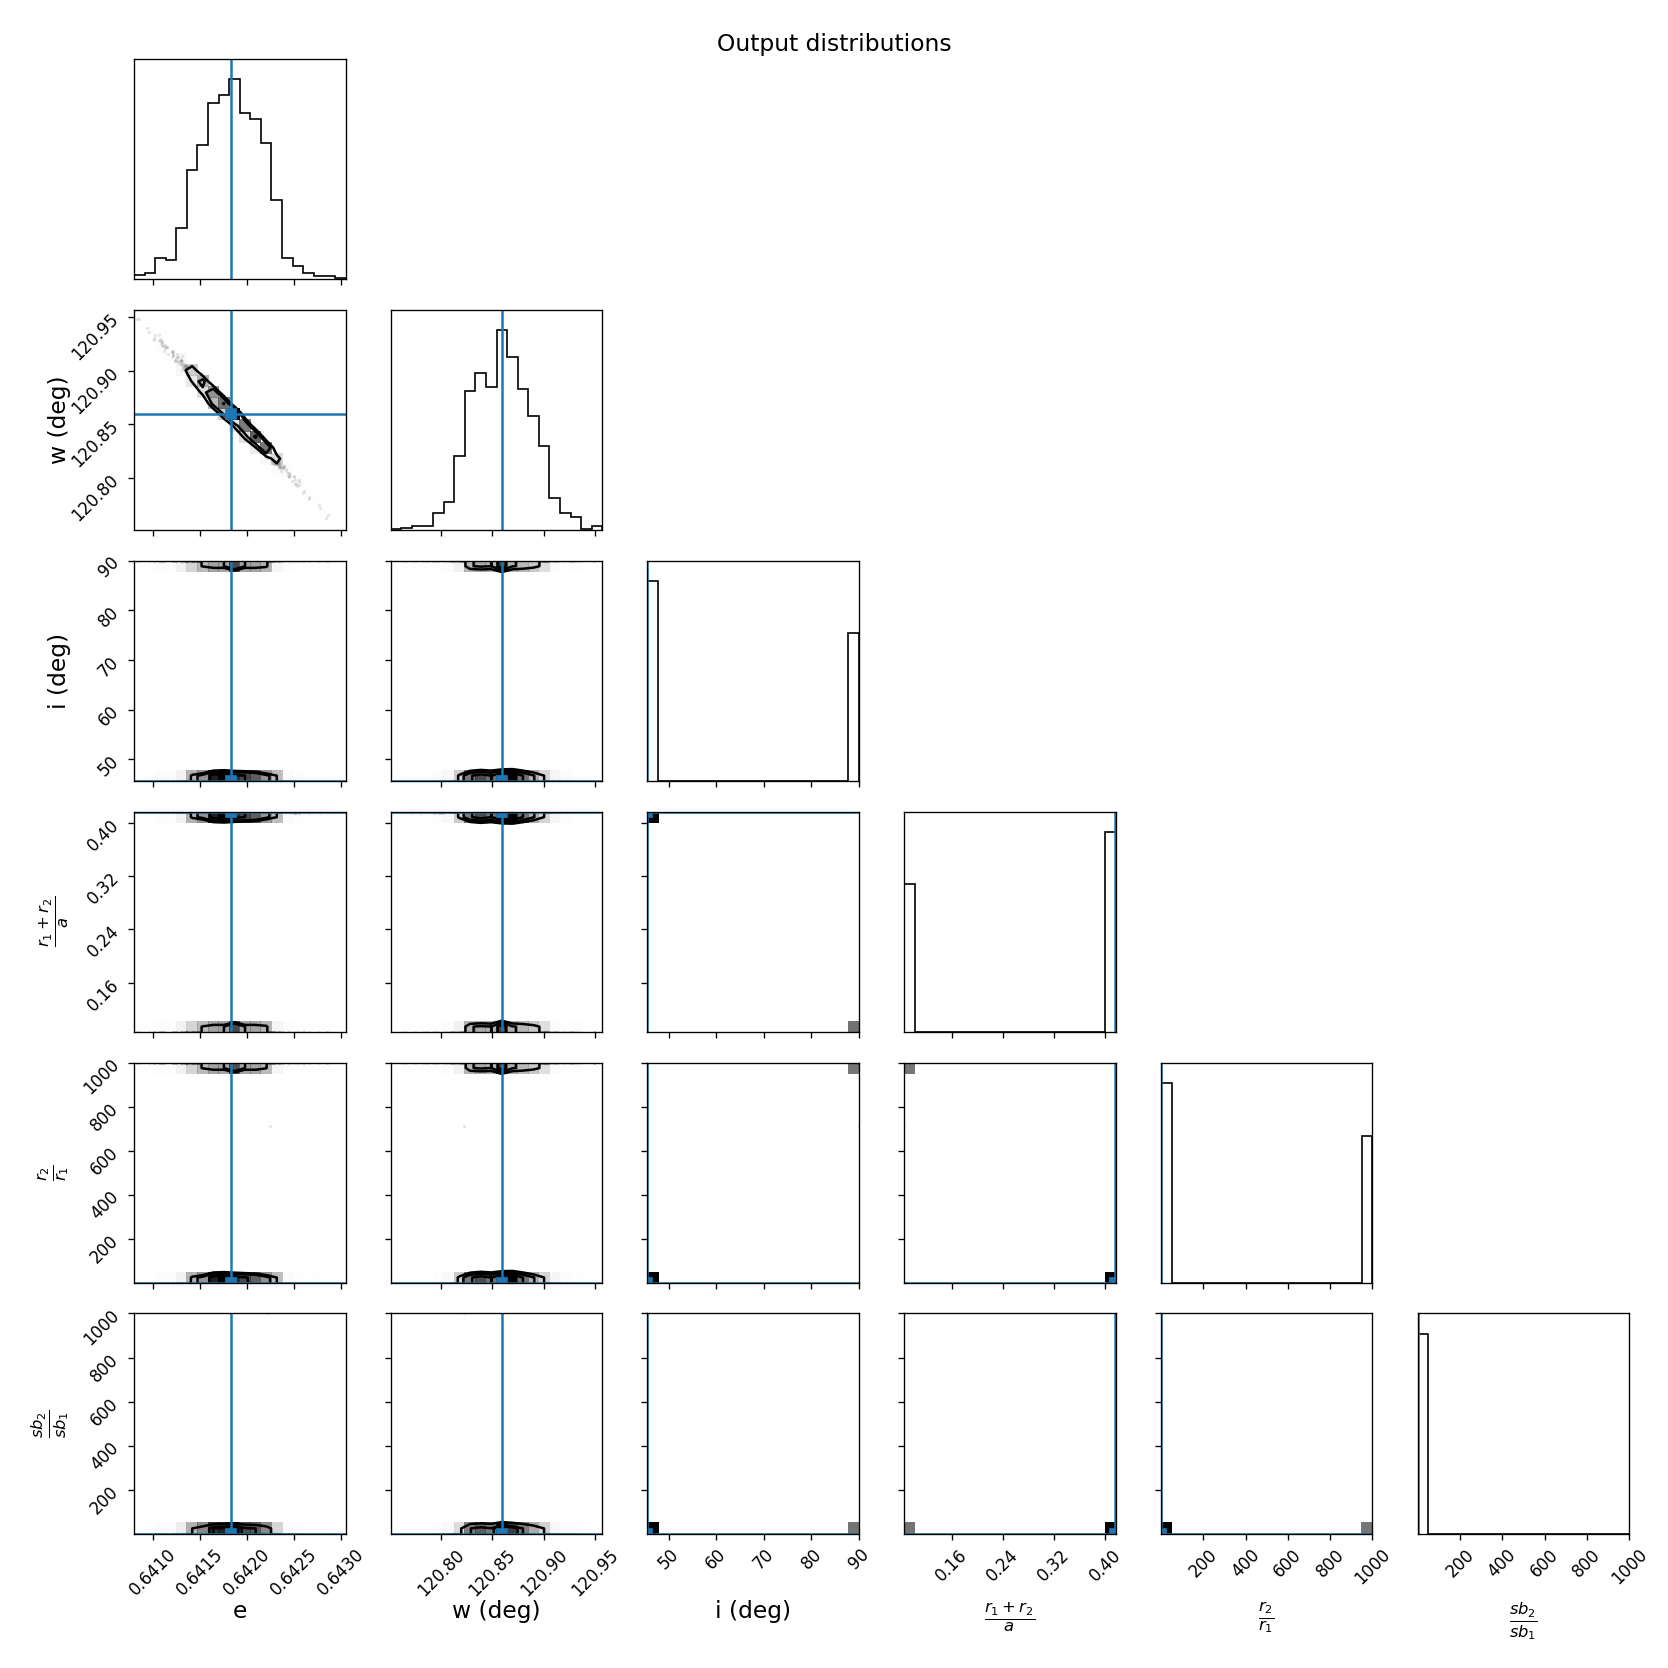 Output distributions
120.95
120.90
120.85
120.80
w (deg)
90
80
70
60
50
i (deg)
0.40
0.32
0.24
0.16
r1 + r2
a
1000
800
600
400
200
r2
r1
1000
800
600
400
200
sb2
sb1
0.6410 0.6415 0.6420 0.6425 0.6430
e
120.80 120.85 120.90 120.95
w (deg)
50 60 70 80 90
i (deg)
0.16 0.24 0.32 0.40
r1 + r2
a
200 400 600 800 1000
r2
r1
200 400 600 800 1000
sb2
sb1